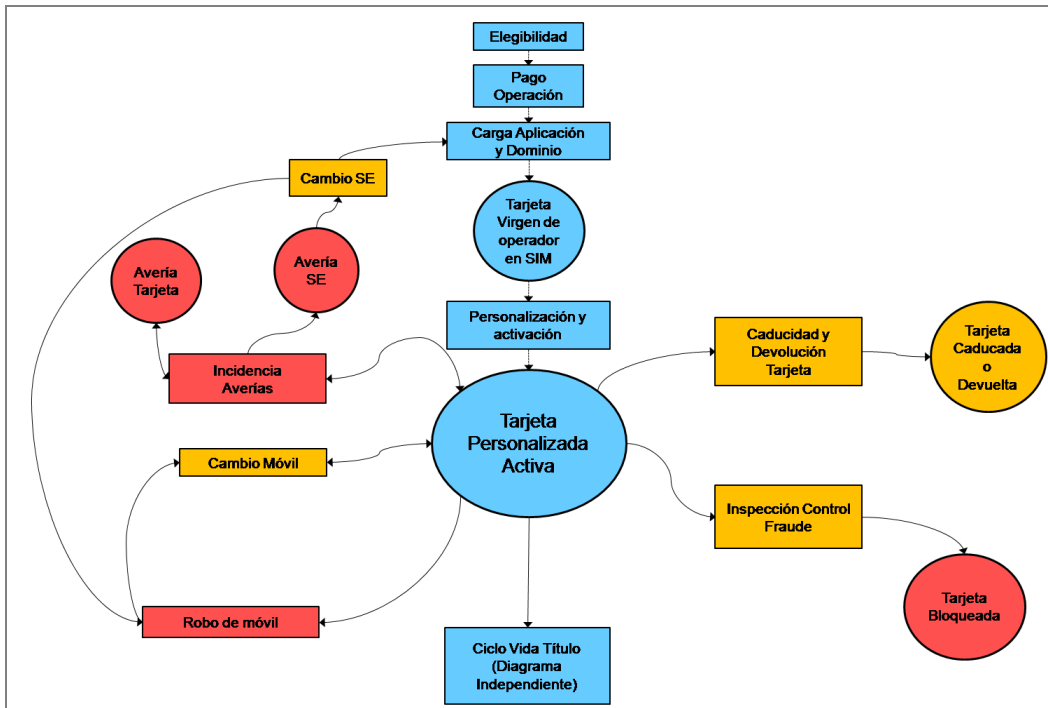 Elegibilidad
Pago
Operación
Carga Aplicación
y Dominio
Cambio SE
Tarjeta
Virgen de
operador
en SIM
Avería
Tarjeta
Avería
SE
Personalización y
activación
Caducidad y
Devolución
Tarjeta
Tarjeta
Caducada
o
Devuelta
Incidencia
Averías
Tarjeta
Personalizada
Activa
Cambio Móvil
Inspección Control
Fraude
Robo de móvil
Tarjeta
Bloqueada
Ciclo Vida Título
(Diagrama
Independiente)